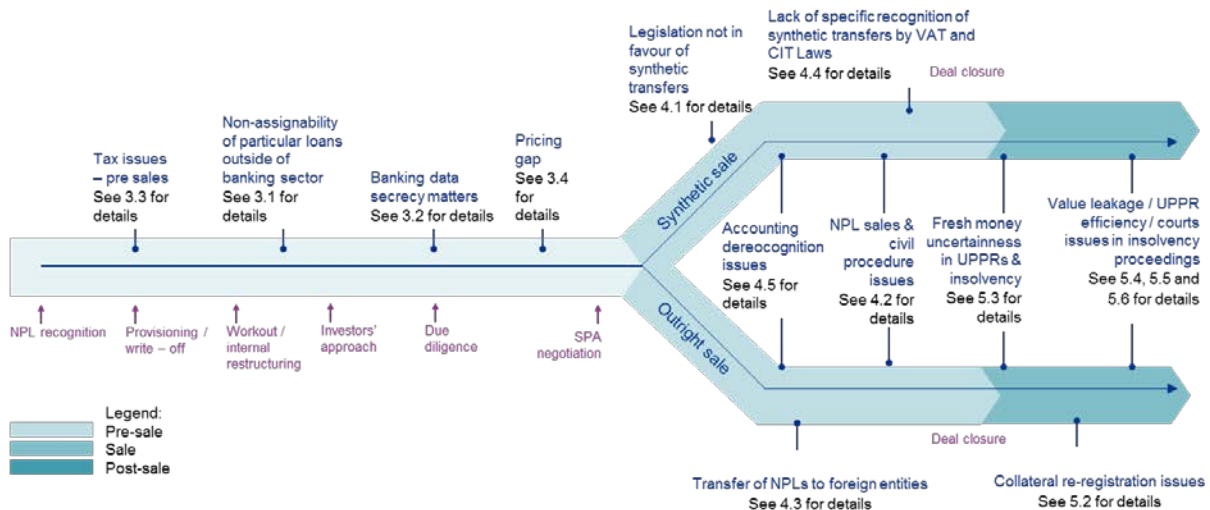 Legislation not in
favour of
synthetic
transfers
See 4.1 for details
Lack of specific recognition of
synthetic transfers by VAT and
CIT Laws
See 4.4 for details
Deal closure
Tax issues
– pre sales
See 3.3 for
details
Non-assignability
of particular loans
outside of
banking sector
See 3.1 for
details
Banking data
secrecy matters
See 3.2 for details
Pricing
gap
See 3.4
for
details
Synthetic sale
Outright sale
Accounting
dereocognition
issues
See 4.5 for
details
NPL sales &
civil
procedure
issues
See 4.2 for
details
Fresh money
uncertainness
in UPPRs &
insolvency
See 5.3 for
details
Value leakage / UPPR
efficiency / courts
issues in insolvency
proceedings
See 5.4, 5.5 and
5.6 for details
NPL recognition
Provisioning /
write – off
Workout /
internal
restructuring
Investors'
approach
Due
diligence
SPA
negotiation
Legend:
Pre-sale
Sale
Post-sale
Deal closure
Transfer of NPLs to foreign entities
See 4.3 for details
Collateral re-registration issues
See 5.2 for details